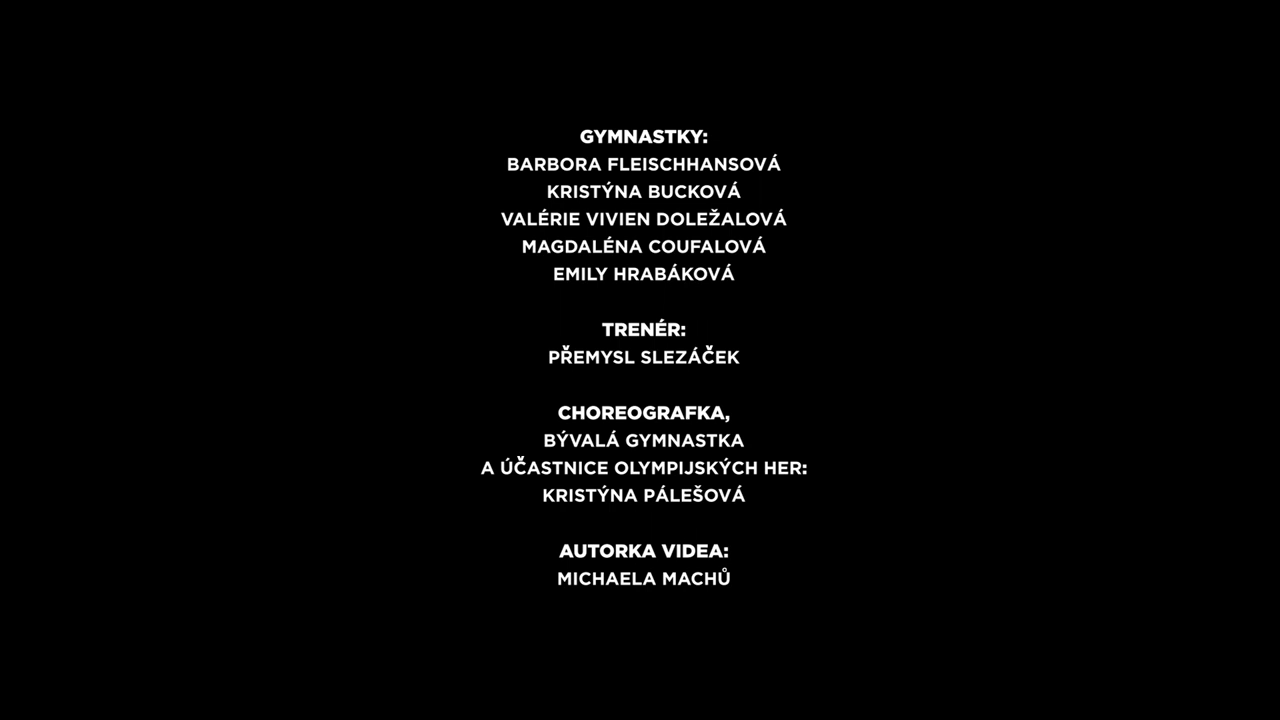 GYMNASTKY:
BARBORA FLEISCHHANSOVÁ
KRISTÝNA BUCKOVÁ
VALÉRIE VIVIEN DOLEŽALOVÁ
MAGDALÉNA COUFALOVÁ
EMILY HRABÁKOVÁ
TRENÉR:
PŘEMYSL SLEZÁČEK
CHOREOGRAFKA,
BÝVALÁ GYMNASTKA
A ÚČASTNICE OLYMPIJSKÝCH HER:
KRISTÝNA PÁLEŠOVÁ
AUTORKA VIDEA:
MICHAELA MACHŮ